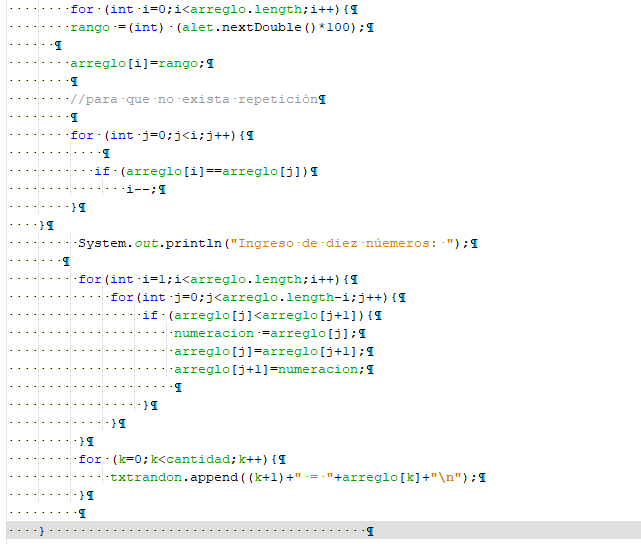 for (int i=0;i<arreglo.length;i++){
rango =(int) (alet.nextDouble()*100);
arreglo[i]=rango;
//para que no exista repetición
for (int j=0;j<i;j++){
if (arreglo[i]==arreglo[j])
i--;
}
}
System.out.println("Ingreso de diez núemeros: ");
for(int i=1;i<arreglo.length;i++){
for(int j=0;j<arreglo.length-i;j++){
if (arreglo[j]<arreglo[j+1]){
numeracion =arreglo[j];
arreglo[j]=arreglo[j+1];
arreglo[j+1]=numeracion;
}
}
}
for (k=0;k<cantidad;k++){
txtrandon.append((k+1)+" = "+arreglo[k]+"\n");
}
}